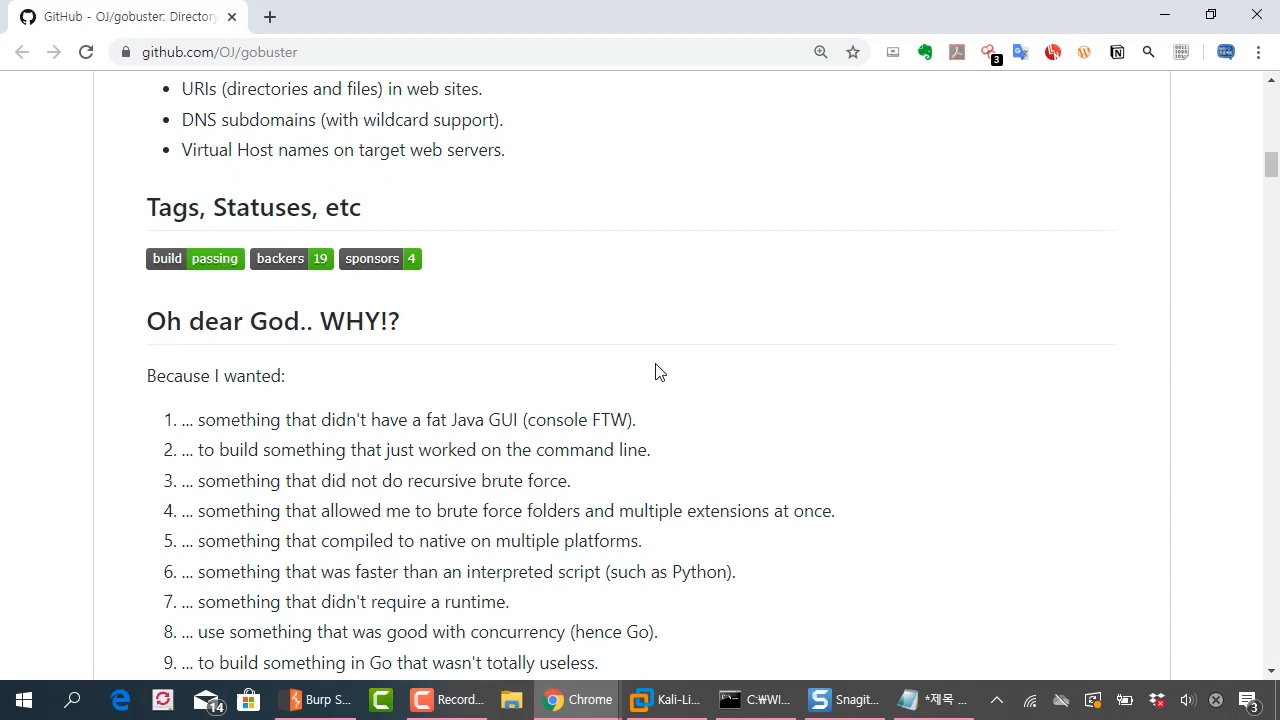 GitHub - OJ/gobuster: Directory
github.com/OJ/gobuster
3
• URIs (directories and files) in web sites.
• DNS subdomains (with wildcard support).
• Virtual Host names on target web servers.
Tags, Statuses, etc
build passing backers 19 sponsors 4
Oh dear God.. WHY!?
Because I wanted:
1. ... something that didn't have a fat Java GUI (console FTW).
2. ... to build something that just worked on the command line.
3. ... something that did not do recursive brute force.
4. ... something that allowed me to brute force folders and multiple extensions at once.
5. ... something that compiled to native on multiple platforms.
6. ... something that was faster than an interpreted script (such as Python).
7. ... something that didn't require a runtime.
8. ... use something that was good with concurrency (hence Go).
9. ... to build something in Go that wasn't totally useless.
14 Burp S... Record... Chrome Kali-Li... C:₩WI... Snagit... *제목 ... 3